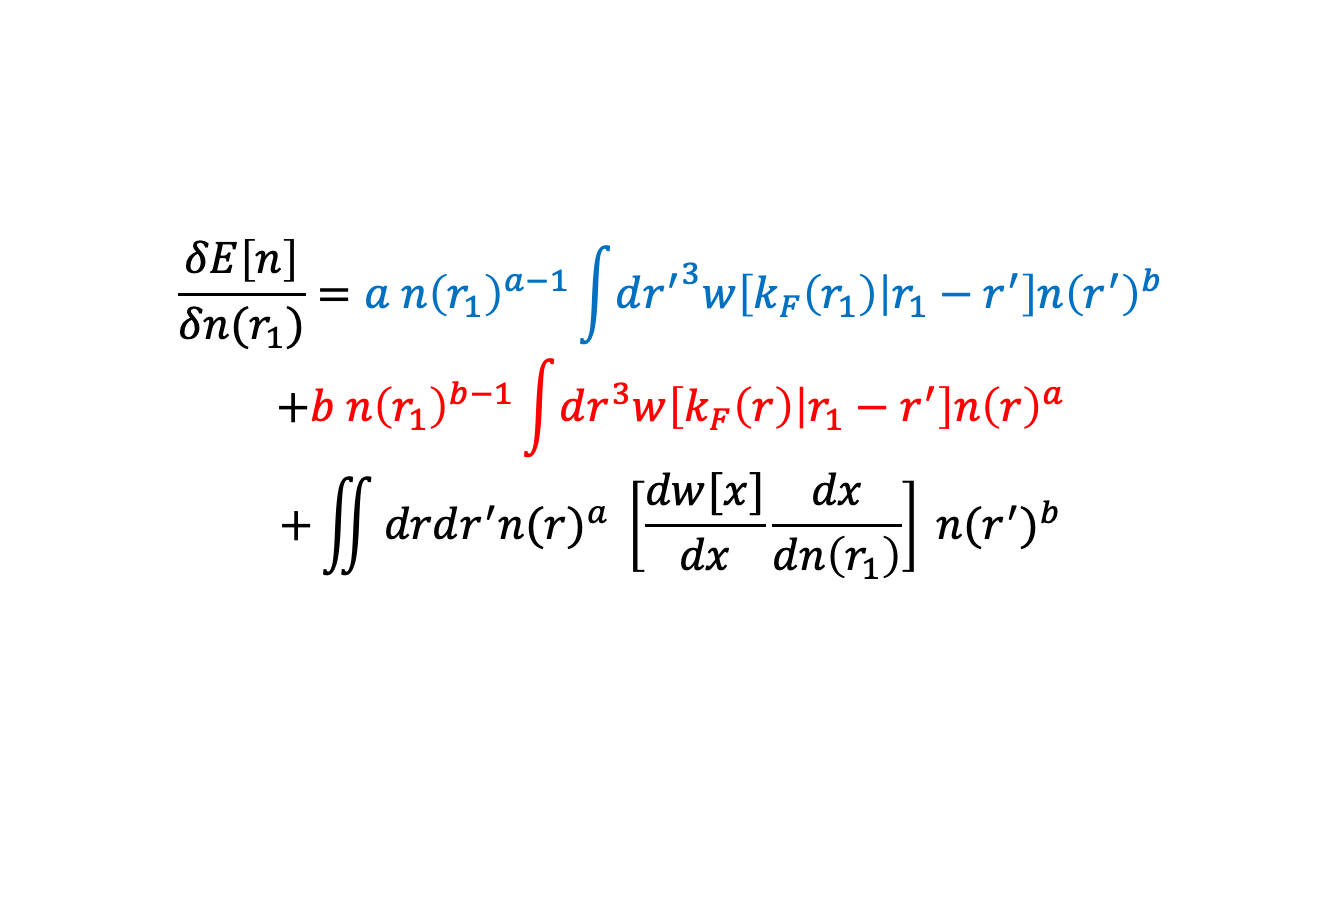 δE[n]/δn(r₁) = a n(r₁)ᵃ⁻¹ ∫ dr′³w[k_F(r₁)|r₁ − r′]n(r′)ᵇ
+b n(r₁)ᵇ⁻¹ ∫ dr³w[k_F(r)|r₁ − r′]n(r)ᵃ
+ ∬ drdr′n(r)ᵃ [dw[x]/dx dx/dn(r₁)] n(r′)ᵇ